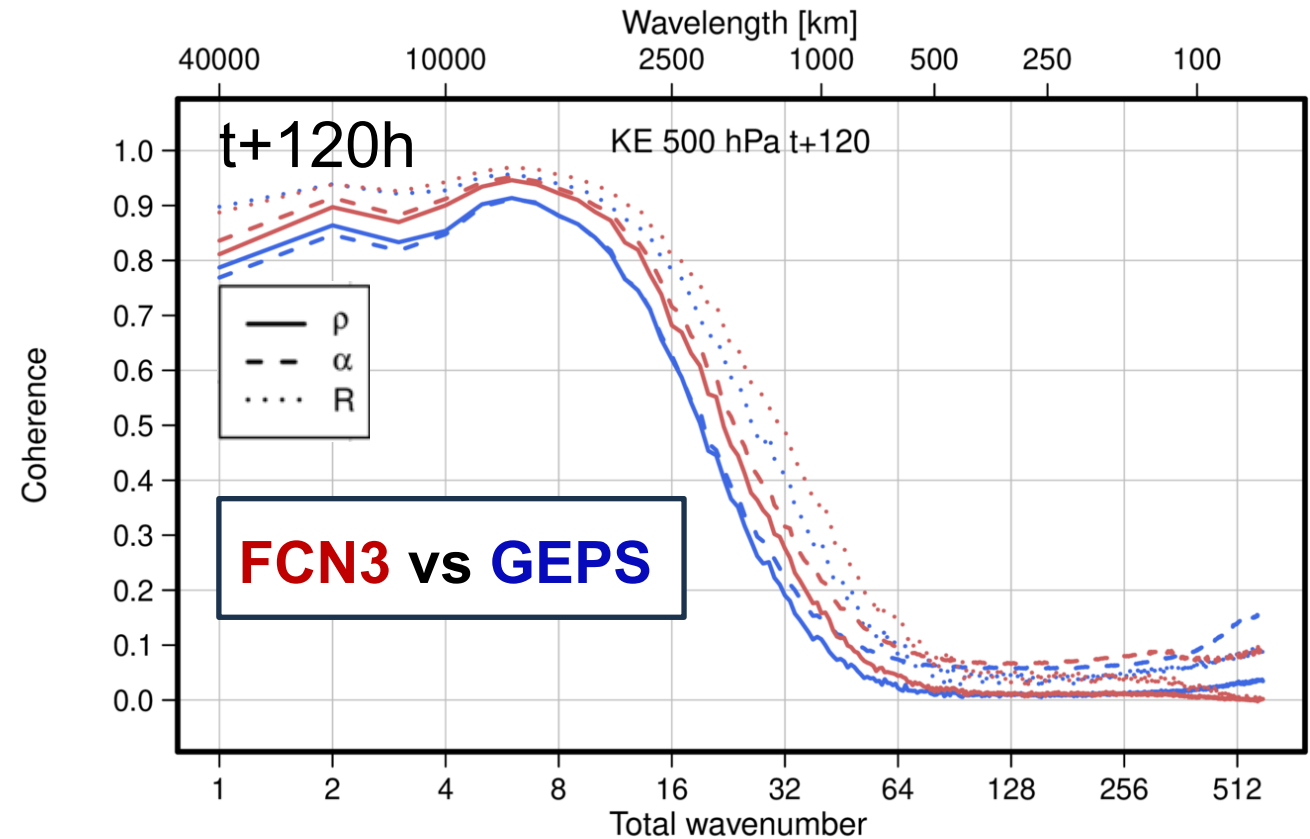 Wavelength [km]
40000 10000 2500 1000 500 250 100
t+120h
KE 500 hPa t+120
1.0
0.9
0.8
0.7
0.6
0.5
0.4
0.3
0.2
0.1
0.0
Coherence
ρ
α
R
FCN3 vs GEPS
1 2 4 8 16 32 64 128 256 512
Total wavenumber